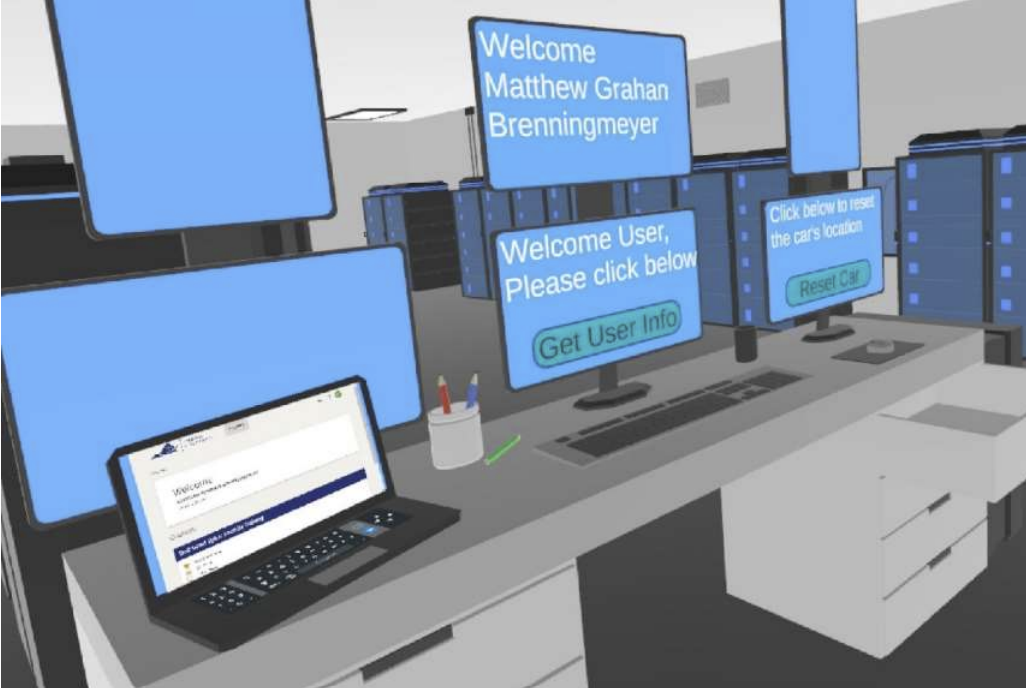 Welcome
Matthew Grahan
Brenningmeyer
Welcome User,
Please click below
Get User Info
Click below to reset
the car's location
Reset Car
Welcome